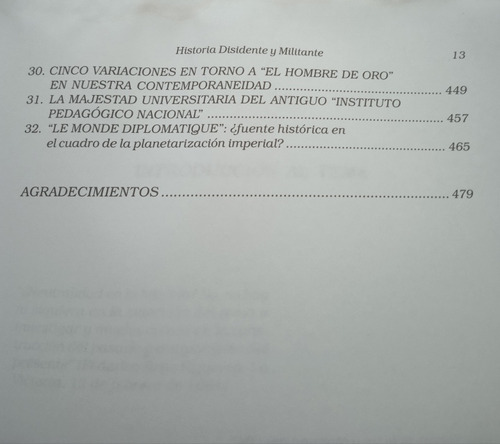 Historia Disidente y Militante 13
30. CINCO VARIACIONES EN TORNO A "EL HOMBRE DE ORO"
EN NUESTRA CONTEMPORANEIDAD ........................................ 449
31. LA MAJESTAD UNIVERSITARIA DEL ANTIGUO "INSTITUTO
PEDAGÓGICO NACIONAL" ........................................................ 457
32. "LE MONDE DIPLOMATIQUE": ¿fuente histórica en
el cuadro de la planetarización imperial? ...................................... 465
AGRADECIMIENTOS .................................................................... 479